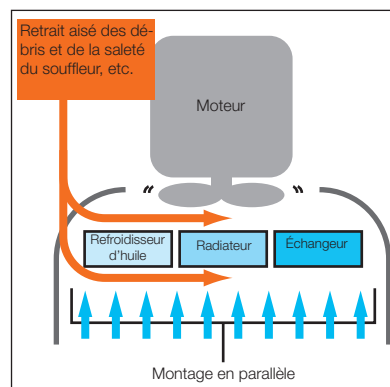 Retrait aisé des dé-
bris et de la saleté
du souffleur, etc.
Moteur
Refroidisseur
d'huile
Radiateur
Échangeur
Montage en parallèle